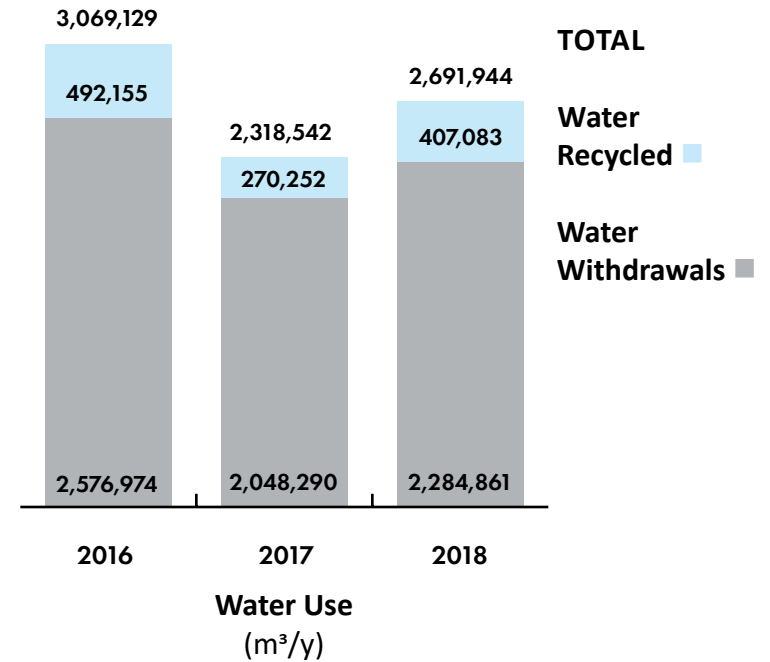 3,069,129
492,155
2,576,974
2,318,542
270,252
2,048,290
2,691,944
407,083
2,284,861
2016
2017
2018
Water Use
(m³/y)
TOTAL
Water
Recycled
Water
Withdrawals